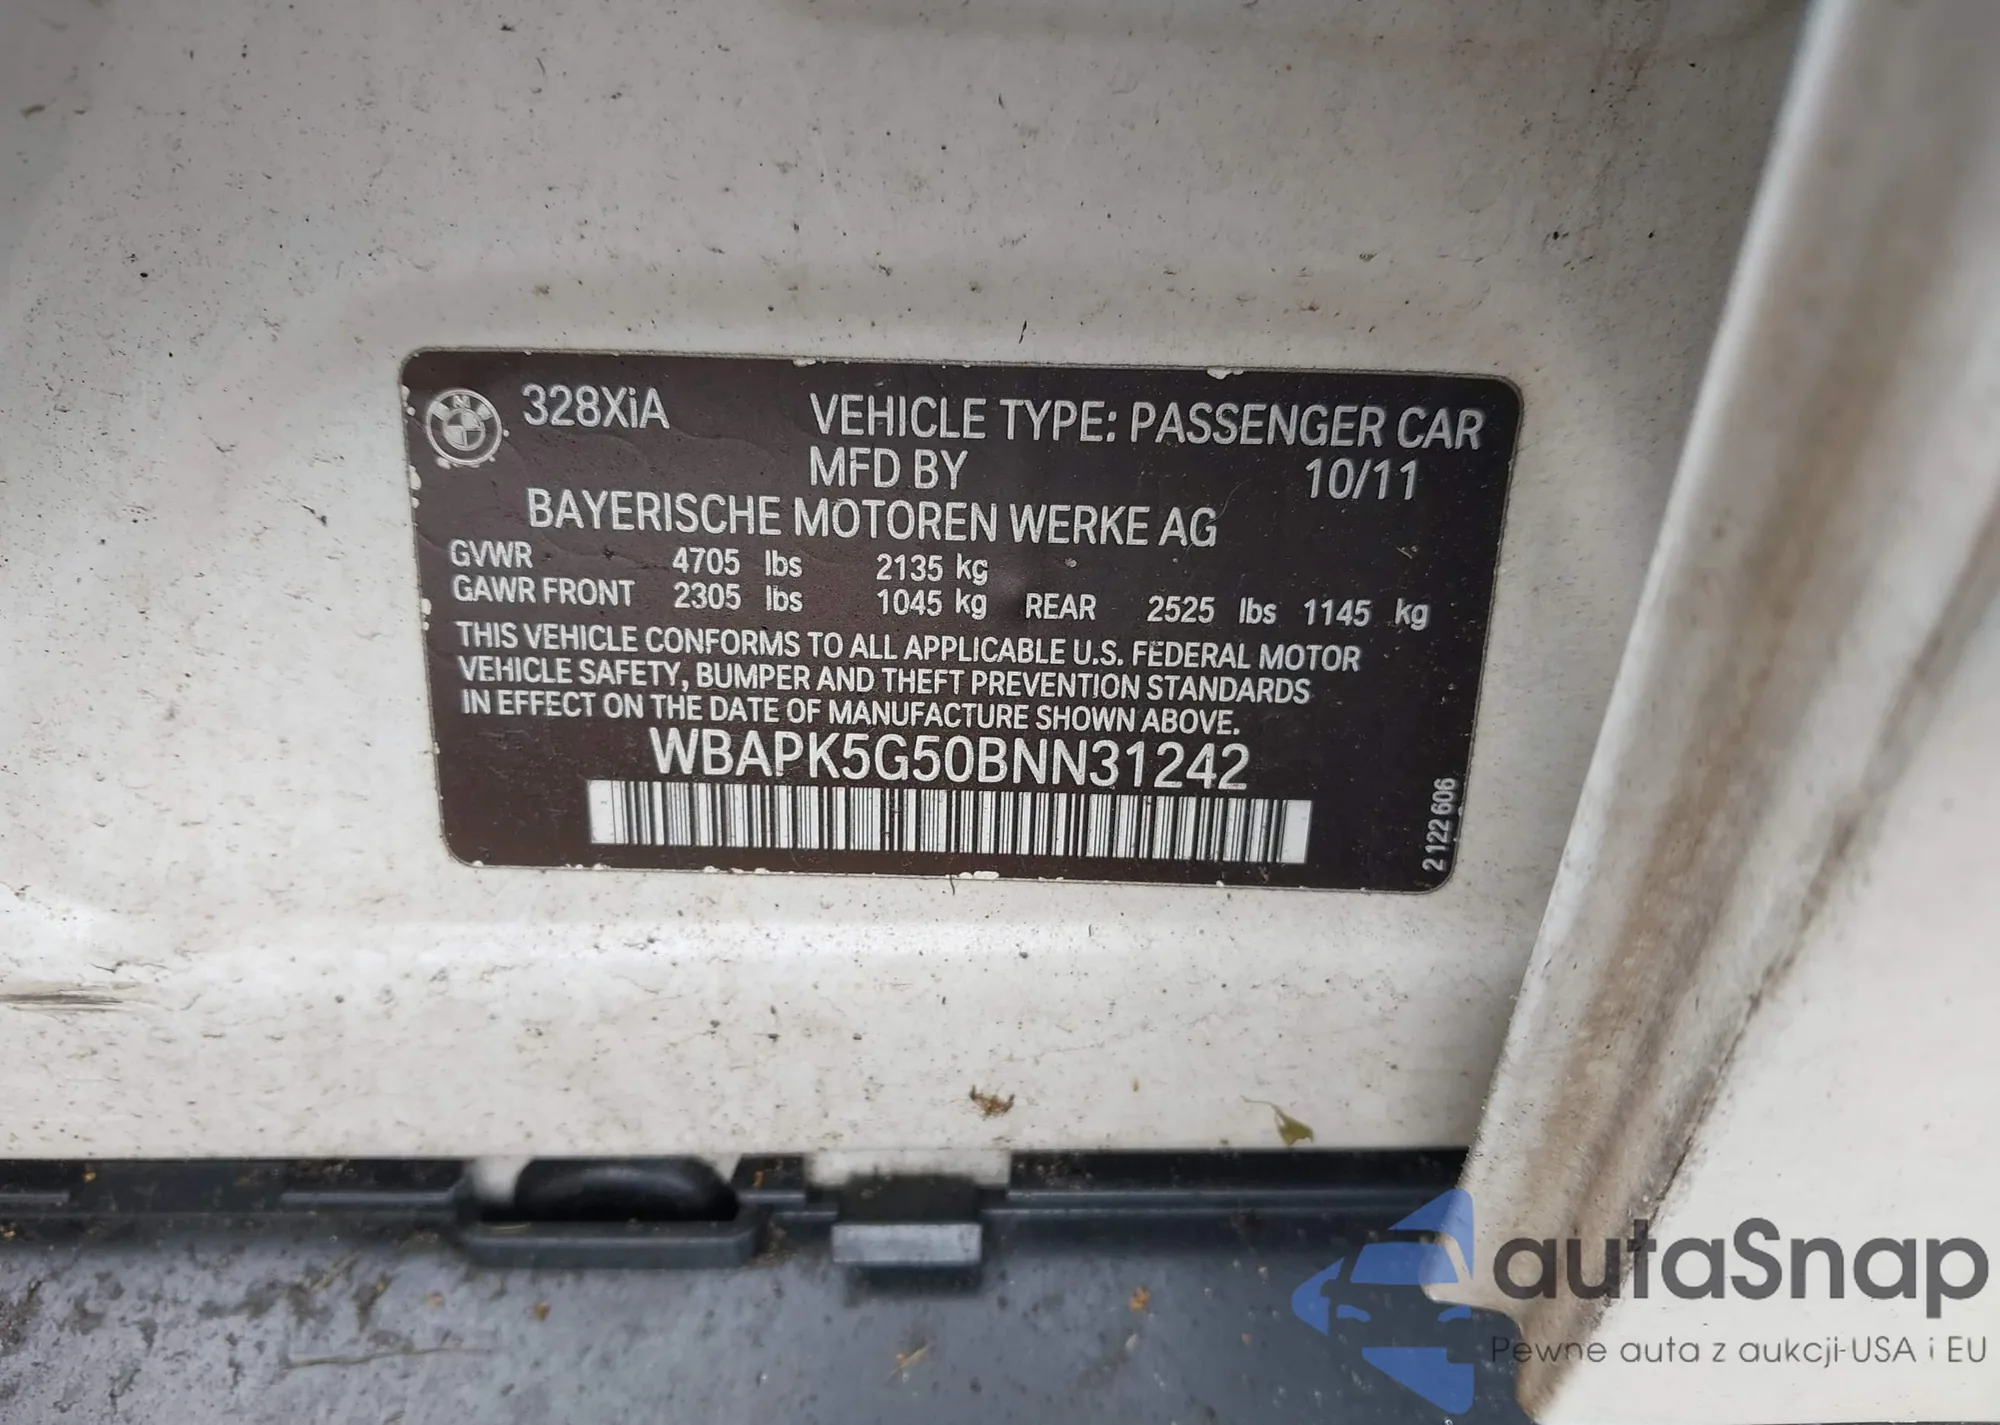 328XiA VEHICLE TYPE: PASSENGER CAR
MFD BY 10/11
BAYERISCHE MOTOREN WERKE AG
GVWR 4705 lbs 2135 kg
GAWR FRONT 2305 lbs 1045 kg REAR 2525 lbs 1145 kg
THIS VEHICLE CONFORMS TO ALL APPLICABLE U.S. FEDERAL MOTOR
VEHICLE SAFETY, BUMPER AND THEFT PREVENTION STANDARDS
IN EFFECT ON THE DATE OF MANUFACTURE SHOWN ABOVE.
WBAPK5G50BNN31242
2122606
autaSnap
Pewne auta z aukcji USA i EU